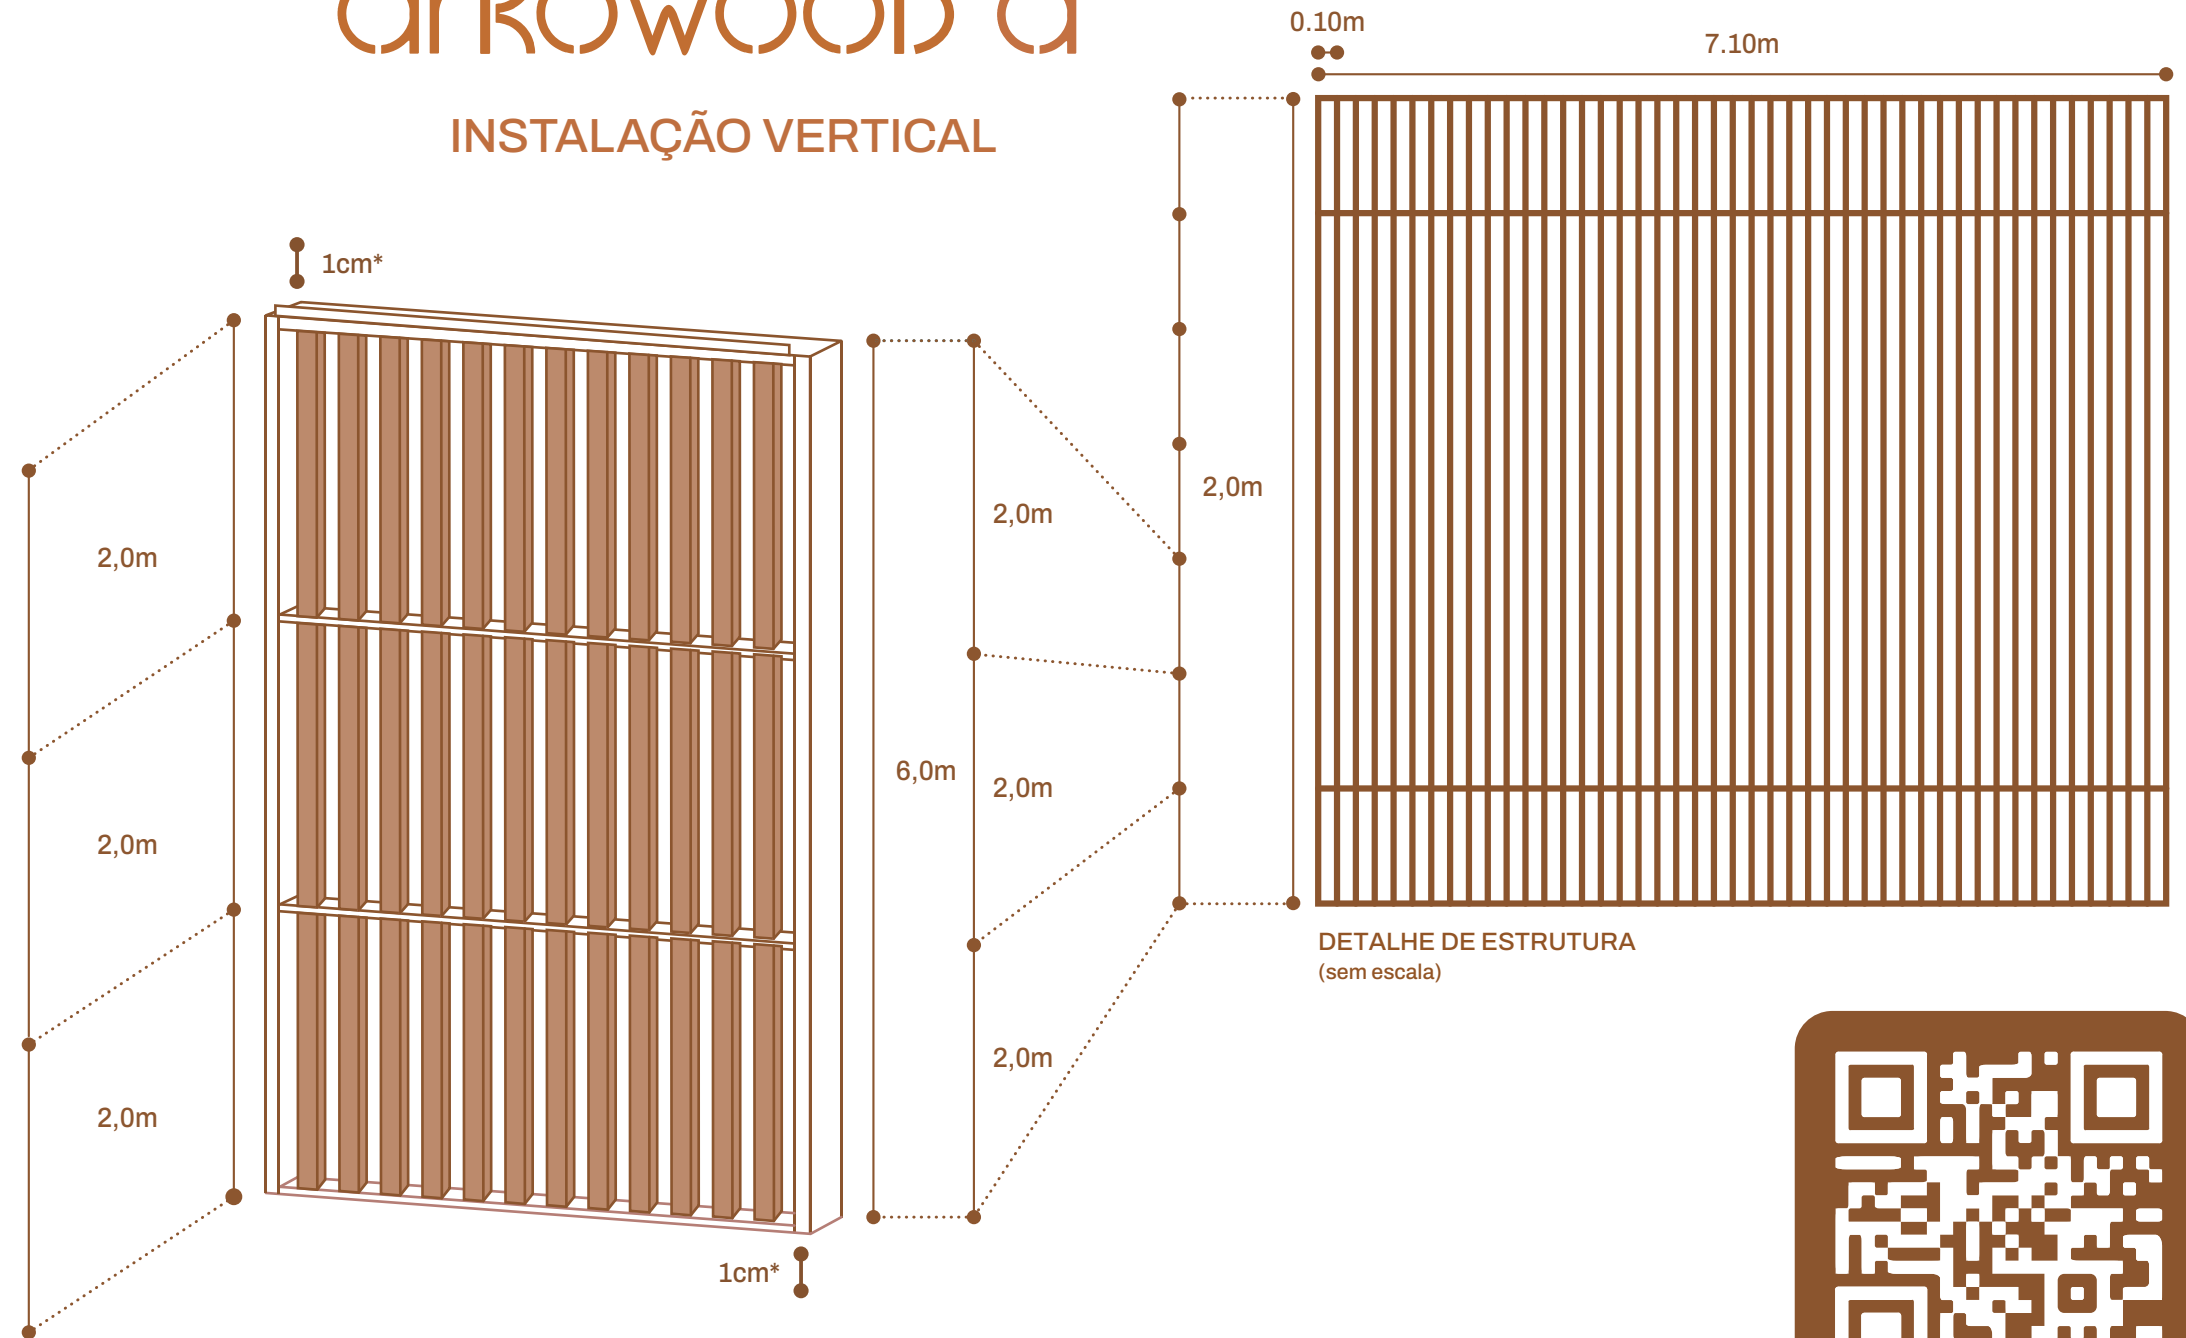 arkowood a
INSTALAÇÃO VERTICAL
1cm*
2,0m
2,0m
2,0m
6,0m
2,0m
2,0m
2,0m
1cm*
0.10m
7.10m
2,0m
DETALHE DE ESTRUTURA
(sem escala)